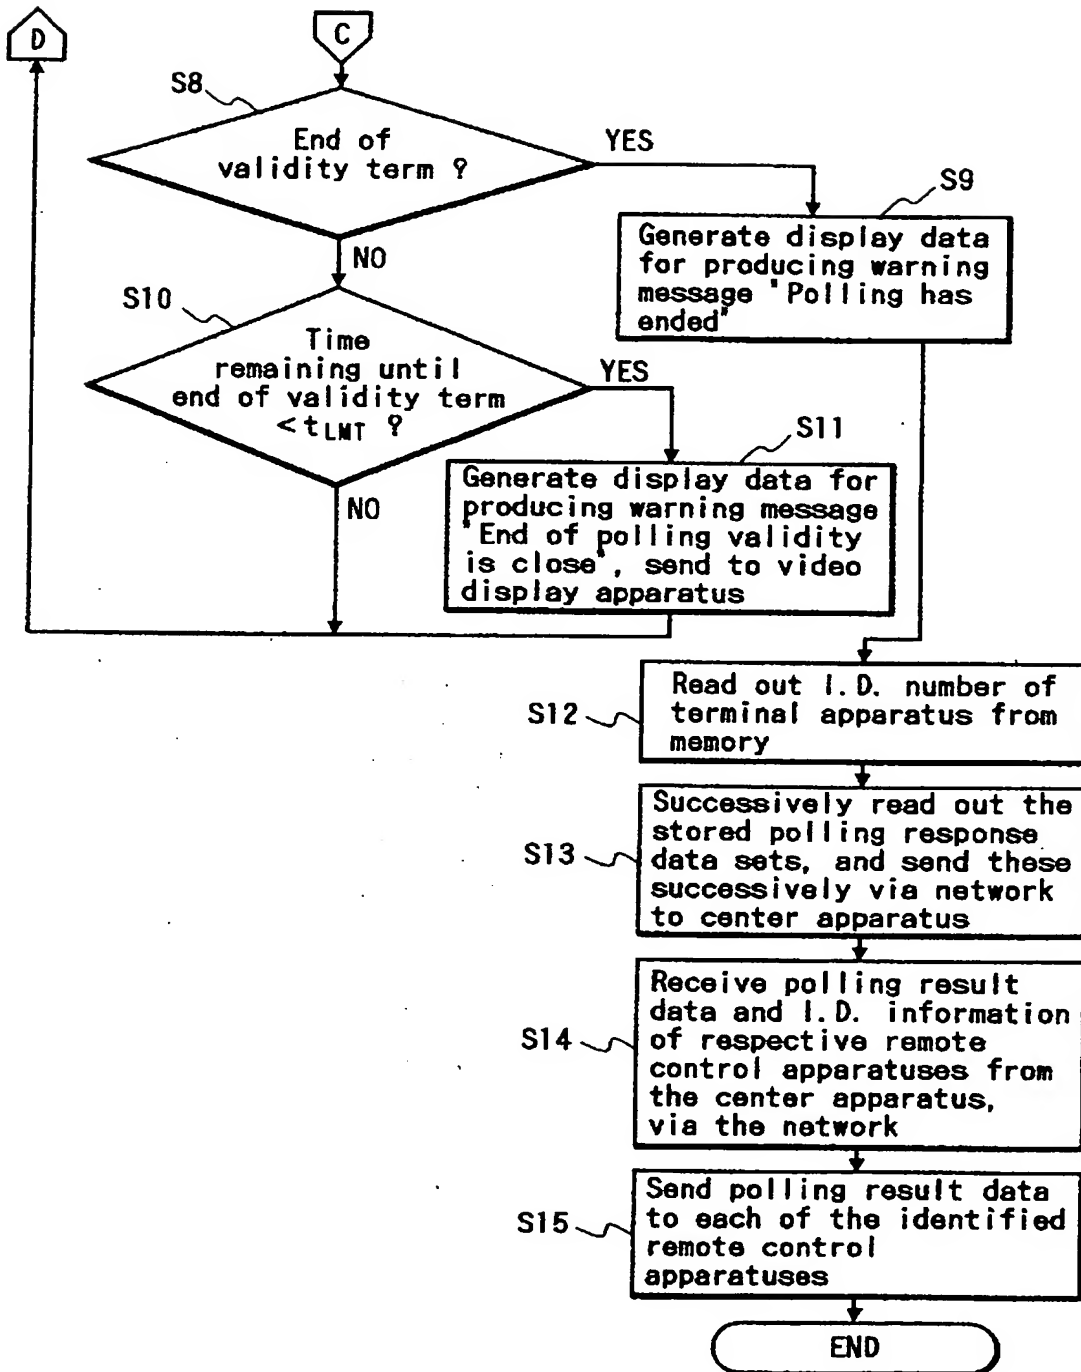 D
C
S8
End of
validity term ?
YES
S9
Generate display data
for producing warning
message "Polling has
ended"
NO
S10
Time
remaining until
end of validity term
< tLMT ?
YES
S11
Generate display data for
producing warning message
"End of polling validity
is close", send to video
display apparatus
NO
S12
Read out I.D. number of
terminal apparatus from
memory
S13
Successively read out the
stored polling response
data sets, and send these
successively via network
to center apparatus
S14
Receive polling result
data and I.D. information
of respective remote
control apparatuses from
the center apparatus,
via the network
S15
Send polling result data
to each of the identified
remote control
apparatuses
END